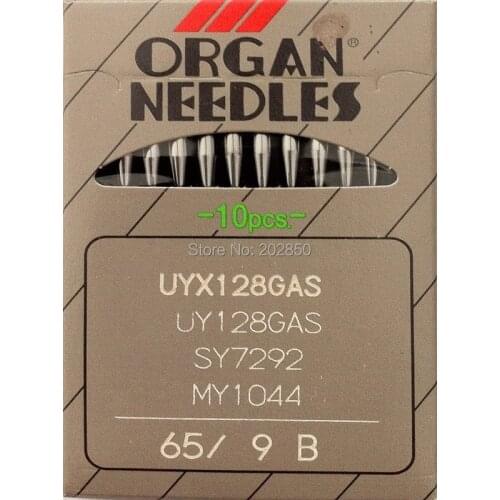 ORGAN®
NEEDLES
-10pcs.-
Store No: 202850
UYX128GAS
UY128GAS
SY7292
MY1044
65/ 9 B